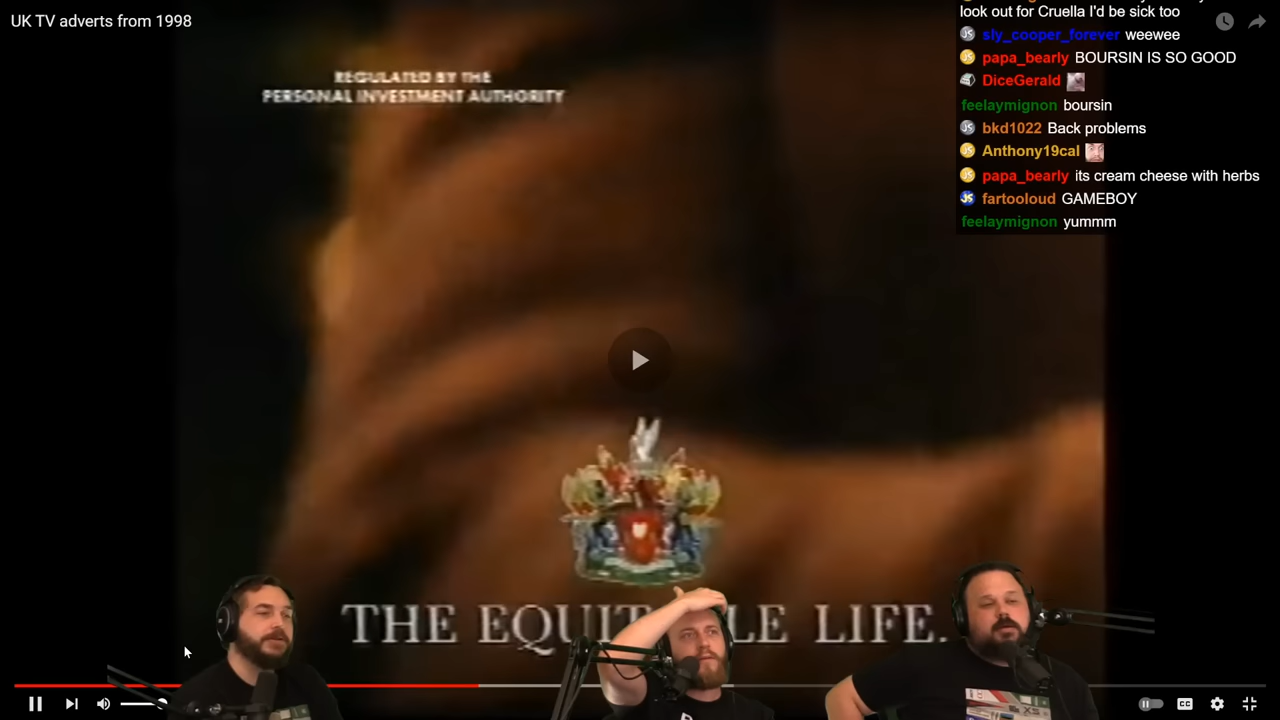 UK TV adverts from 1998
look out for Cruella I'd be sick too
sly_cooper_forever weewee
papa_bearly BOURSIN IS SO GOOD
DiceGerald
feelaymignon boursin
bkd1022 Back problems
Anthony19cal
papa_bearly its cream cheese with herbs
fartooloud GAMEBOY
feelaymignon yummm
REGULATED BY THE
PERSONAL INVESTMENT AUTHORITY
THE EQUIT LE LIFE.
CC